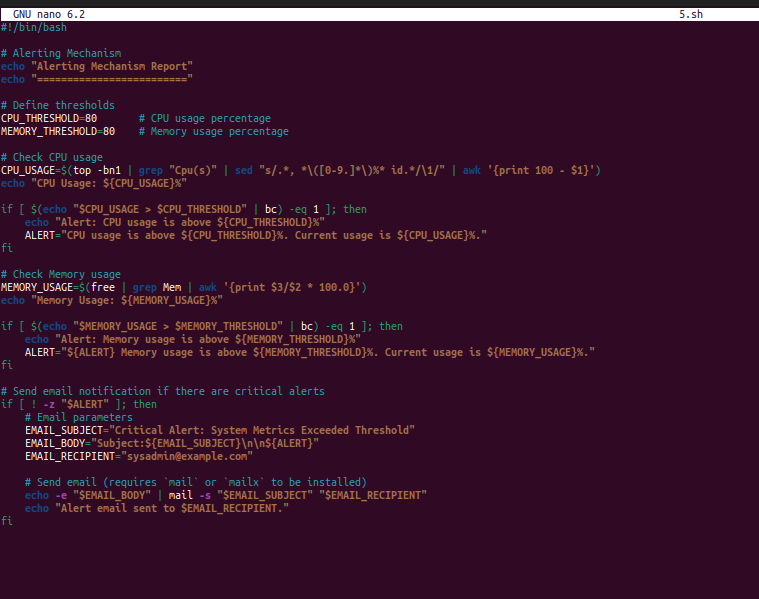 GNU nano 6.2 5.sh
#!/bin/bash
# Alerting Mechanism
echo "Alerting Mechanism Report"
echo "========================="
# Define thresholds
CPU_THRESHOLD=80       # CPU usage percentage
MEMORY_THRESHOLD=80    # Memory usage percentage
# Check CPU usage
CPU_USAGE=$(top -bn1 | grep "Cpu(s)" | sed "s/.*, *\([0-9.]*\)%* id.*/\1/" | awk '{print 100 - $1}')
echo "CPU Usage: ${CPU_USAGE}%"
if [ $(echo "$CPU_USAGE > $CPU_THRESHOLD" | bc) -eq 1 ]; then
    echo "Alert: CPU usage is above ${CPU_THRESHOLD}%"
    ALERT="CPU usage is above ${CPU_THRESHOLD}%. Current usage is ${CPU_USAGE}%."
fi
# Check Memory usage
MEMORY_USAGE=$(free | grep Mem | awk '{print $3/$2 * 100.0}')
echo "Memory Usage: ${MEMORY_USAGE}%"
if [ $(echo "$MEMORY_USAGE > $MEMORY_THRESHOLD" | bc) -eq 1 ]; then
    echo "Alert: Memory usage is above ${MEMORY_THRESHOLD}%"
    ALERT="${ALERT} Memory usage is above ${MEMORY_THRESHOLD}%. Current usage is ${MEMORY_USAGE}%."
fi
# Send email notification if there are critical alerts
if [ ! -z "$ALERT" ]; then
    # Email parameters
    EMAIL_SUBJECT="Critical Alert: System Metrics Exceeded Threshold"
    EMAIL_BODY="Subject:${EMAIL_SUBJECT}\n\n${ALERT}"
    EMAIL_RECIPIENT="sysadmin@example.com"
    # Send email (requires `mail` or `mailx` to be installed)
    echo -e "$EMAIL_BODY" | mail -s "$EMAIL_SUBJECT" "$EMAIL_RECIPIENT"
    echo "Alert email sent to $EMAIL_RECIPIENT."
fi